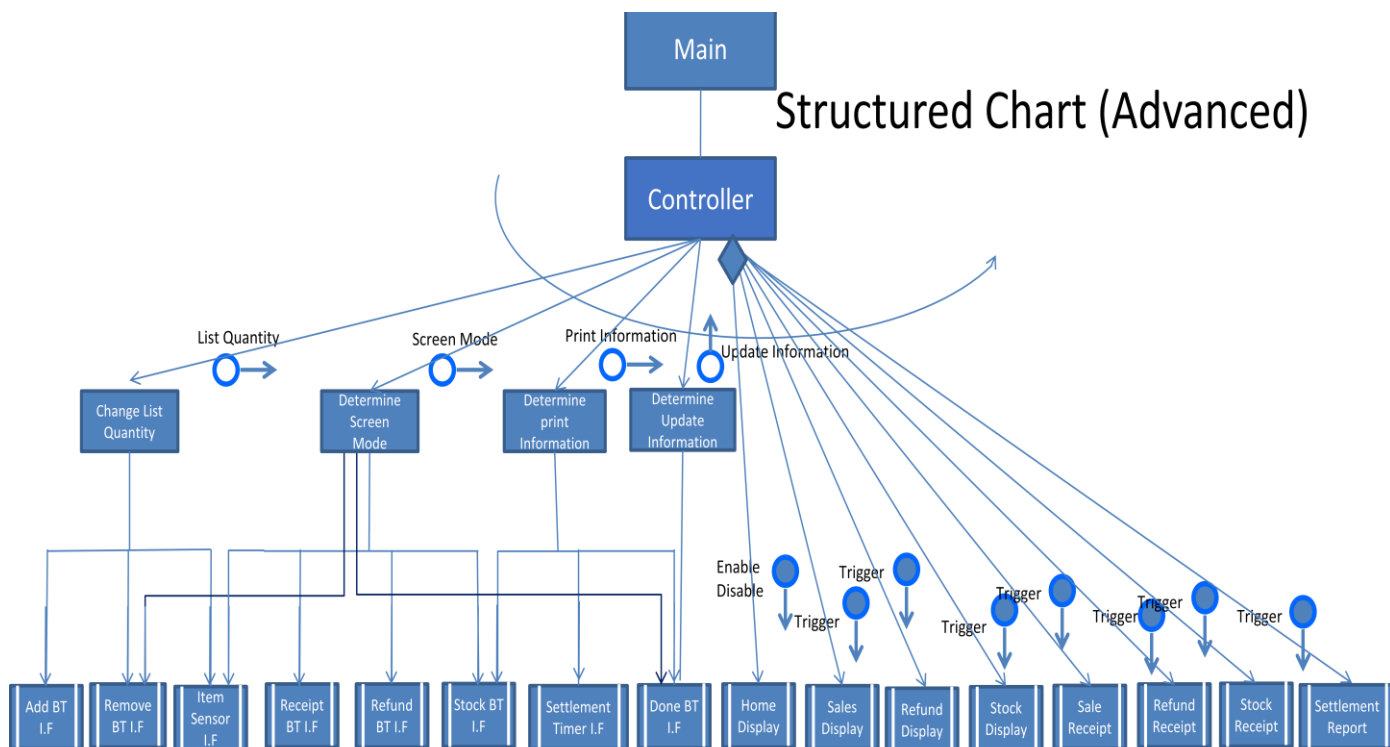 Main
Structured Chart (Advanced)
Controller
List Quantity
Screen Mode
Print Information
Update Information
Change List
Quantity
Determine
Screen
Mode
Determine
print
Information
Determine
Update
Information
Enable
Disable
Trigger
Trigger
Trigger
Trigger
Trigger
Trigger
Trigger
Add BT
I.F
Remove
BT I.F
Item
Sensor
I.F
Receipt
BT I.F
Refund
BT I.F
Stock BT
I.F
Settlement
Timer I.F
Done BT
I.F
Home
Display
Sales
Display
Refund
Display
Stock
Display
Sale
Receipt
Refund
Receipt
Stock
Receipt
Settlement
Report